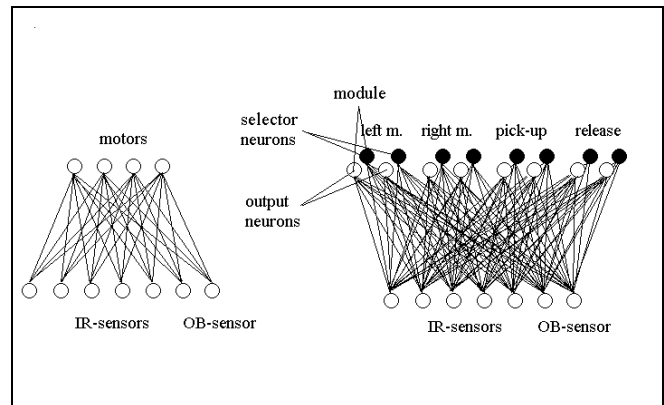 motors
IR-sensors OB-sensor
module
selector
neurons
left m. right m. pick-up release
output
neurons
IR-sensors OB-sensor